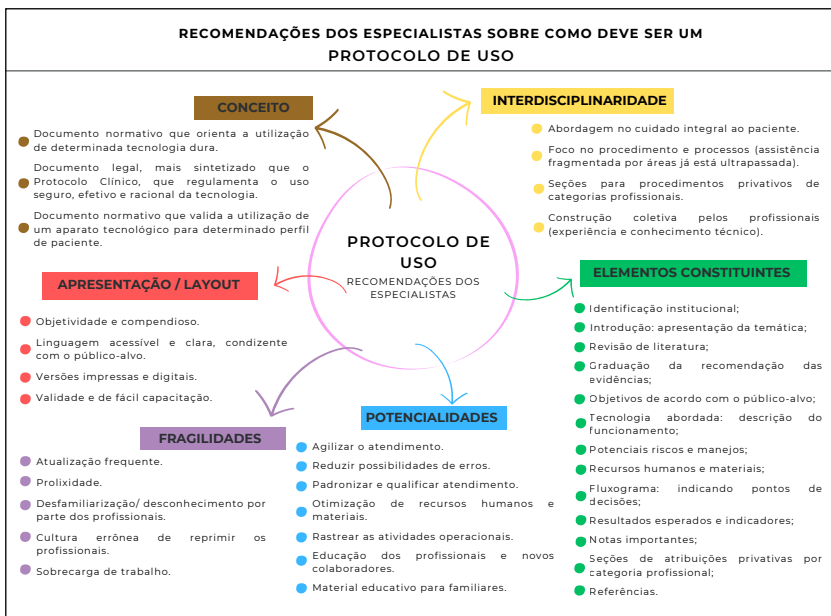 RECOMENDAÇÕES DOS ESPECIALISTAS SOBRE COMO DEVE SER UM
PROTOCOLO DE USO
CONCEITO
Documento normativo que orienta a utilização
de determinada tecnologia dura.
Documento legal, mais sintetizado que o
Protocolo Clínico, que regulamenta o uso
seguro, efetivo e racional da tecnologia.
Documento normativo que valida a utilização de
um aparato tecnológico para determinado perfil
de paciente.
INTERDISCIPLINARIDADE
Abordagem no cuidado integral ao paciente.
Foco no procedimento e processos (assistência
fragmentada por áreas já está ultrapassada).
Seções para procedimentos privativos de
categorias profissionais.
Construção coletiva pelos profissionais
(experiência e conhecimento técnico).
PROTOCOLO DE
USO
RECOMENDAÇÕES DOS
ESPECIALISTAS
APRESENTAÇÃO / LAYOUT
Objetividade e compendioso.
Linguagem acessível e clara, condizente
com o público-alvo.
Versões impressas e digitais.
Validade e de fácil capacitação.
ELEMENTOS CONSTITUINTES
Identificação institucional;
Introdução: apresentação da temática;
Revisão de literatura;
Graduação da recomendação das
evidências;
Objetivos de acordo com o público-alvo;
Tecnologia abordada: descrição do
funcionamento;
Potenciais riscos e manejos;
Recursos humanos e materiais;
Fluxograma: indicando pontos de
decisões;
Resultados esperados e indicadores;
Notas importantes;
Seções de atribuições privativas por
categoria profissional;
Referências.
FRAGILIDADES
Atualização frequente.
Prolixidade.
Desfamiliarização/ desconhecimento por
parte dos profissionais.
Cultura errônea de reprimir os
profissionais.
Sobrecarga de trabalho.
POTENCIALIDADES
Agilizar o atendimento.
Reduzir possibilidades de erros.
Padronizar e qualificar atendimento.
Otimização de recursos humanos e
materiais.
Rastrear as atividades operacionais.
Educação dos profissionais e novos
colaboradores.
Material educativo para familiares.